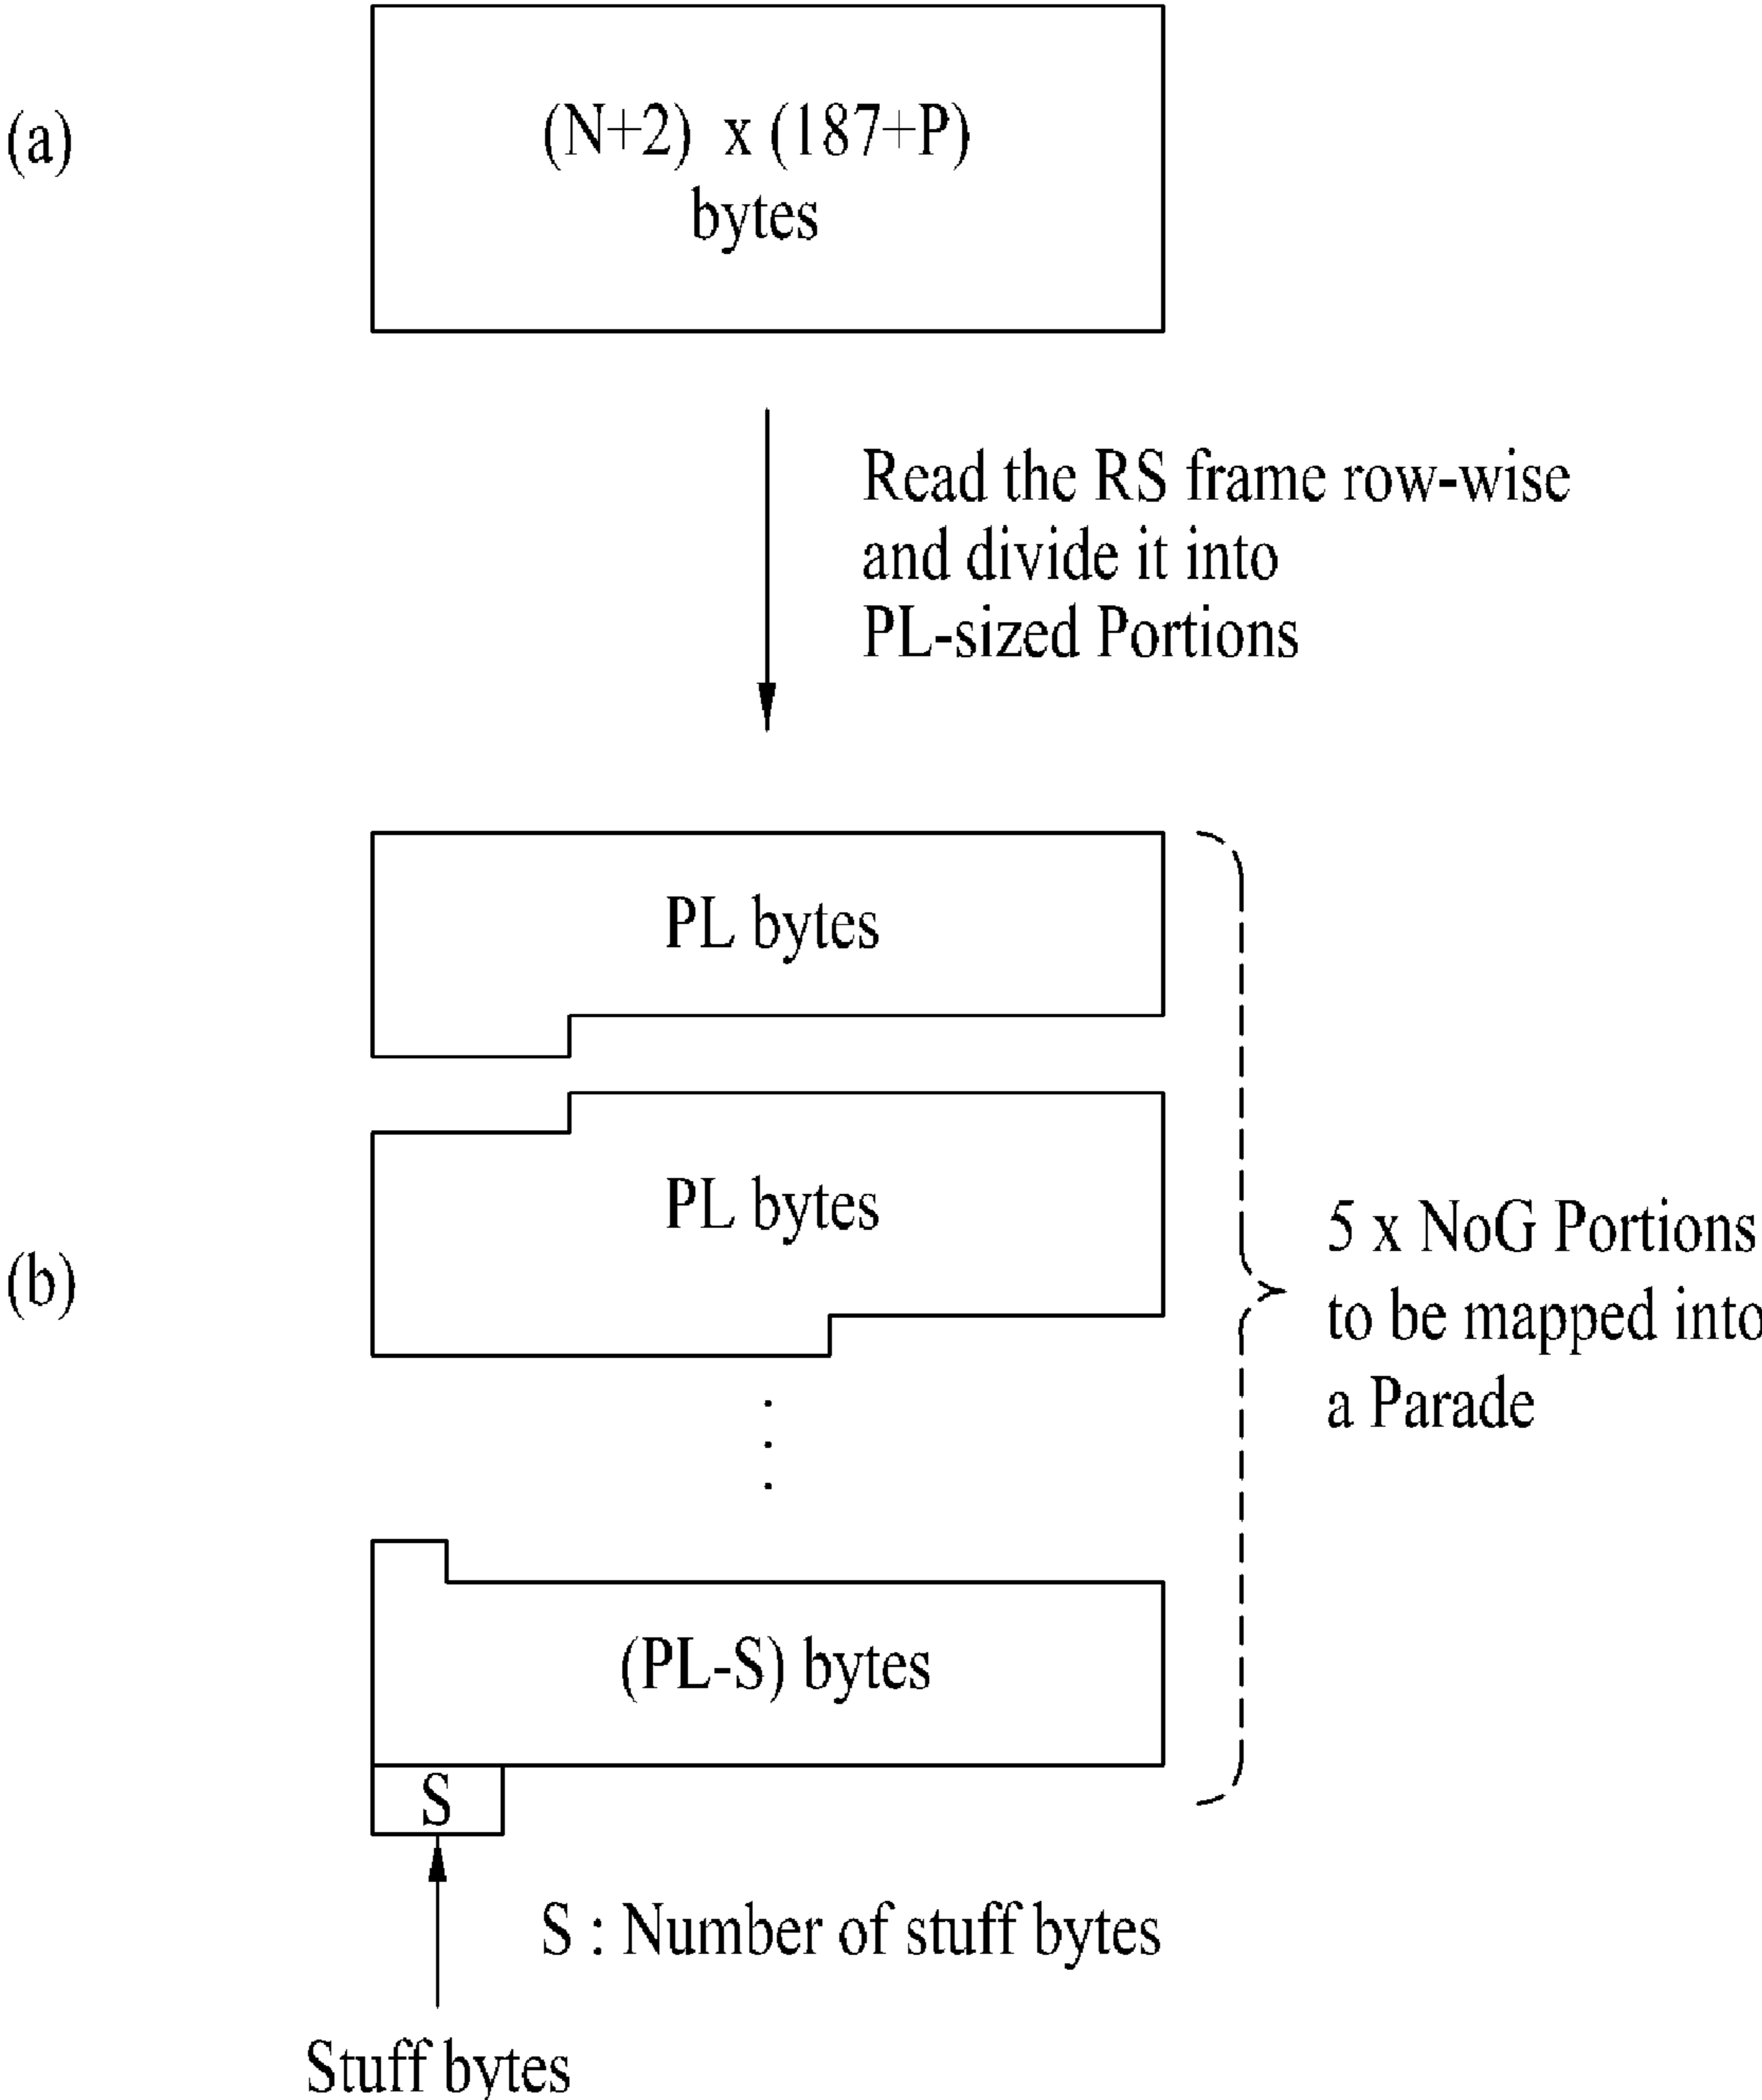 (a)
(N+2) x (187+P)
bytes
Read the RS frame row-wise
and divide it into
PL-sized Portions
PL bytes
PL bytes
(b)
5 x NoG Portions
to be mapped into
a Parade
(PL-S) bytes
S
S : Number of stuff bytes
Stuff bytes